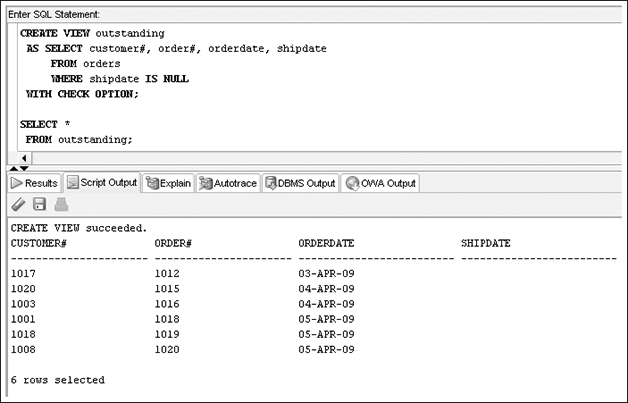 Enter SQL Statement:
CREATE VIEW outstanding
AS SELECT customer#, order#, orderdate, shipdate
FROM orders
WHERE shipdate IS NULL
WITH CHECK OPTION;
SELECT *
FROM outstanding;
Results Script Output Explain Autotrace DBMS Output OWA Output
CREATE VIEW succeeded.
CUSTOMER# ORDER# ORDERDATE SHIPDATE
---------------------- ---------------------- ------------------------- -------------------------
1017 1012 03-APR-09
1020 1015 04-APR-09
1003 1016 04-APR-09
1001 1018 05-APR-09
1018 1019 05-APR-09
1008 1020 05-APR-09
6 rows selected